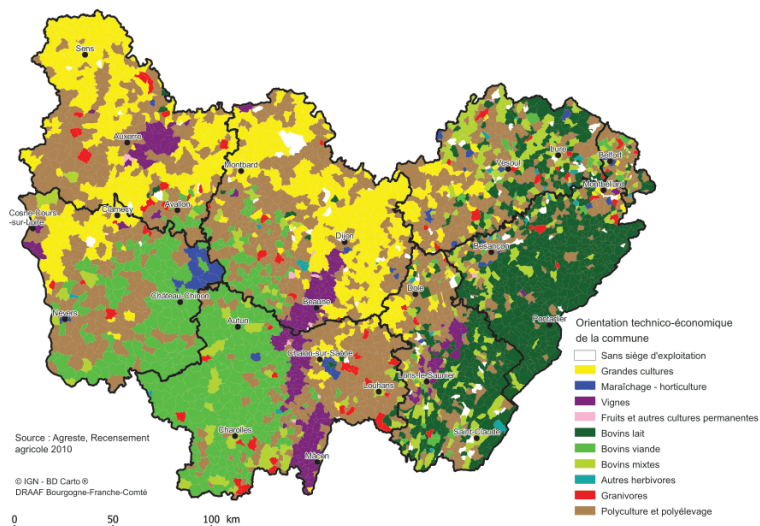 Sens
Auxerre
Montbard
Vesoul
Lure
Belfort
Montbéliard
Avallon
Clamecy
Cosne-Cours
-sur-Loire
Dijon
Besançon
Château-Chinon
Beaune
Dole
Nevers
Autun
Pontarlier
Chalon-sur-Saône
Lons-le-Saunier
Louhans
Charolles
Saint-Claude
Mâcon
Orientation technico-économique
de la commune
Sans siège d'exploitation
Grandes cultures
Maraîchage - horticulture
Vignes
Fruits et autres cultures permanentes
Bovins lait
Bovins viande
Bovins mixtes
Autres herbivores
Granivores
Polyculture et polyélevage
Source : Agreste, Recensement
agricole 2010
© IGN - BD Carto ®
DRAAF Bourgogne-Franche-Comté
0 50 100 km